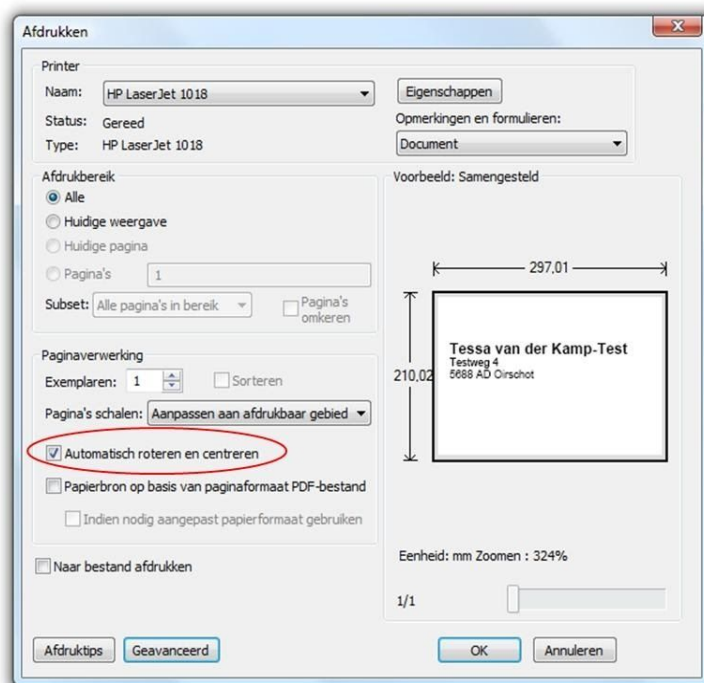 Afdrukken
Printer
Naam: HP LaserJet 1018 Eigenschappen
Status: Gereed Opmerkingen en formulieren:
Type: HP LaserJet 1018 Document
Afdrukbereik
Alle
Huidige weergave
Huidige pagina
Pagina's 1
Subset: Alle pagina's in bereik Pagina's omkeren
Paginaverwerking
Exemplaren: 1 Sorteren
Pagina's schalen: Aanpassen aan afdrukbaar gebied
Automatisch roteren en centreren
Papierbron op basis van paginaformaat PDF-bestand
Indien nodig aangepast papierformaat gebruiken
Naar bestand afdrukken
Voorbeeld: Samengesteld
297,01
210,02
Tessa van der Kamp-Test
Testweg 4
5688 AD Oirschot
Eenheid: mm Zoomen : 324%
1/1
Afdruktips Geavanceerd OK Annuleren